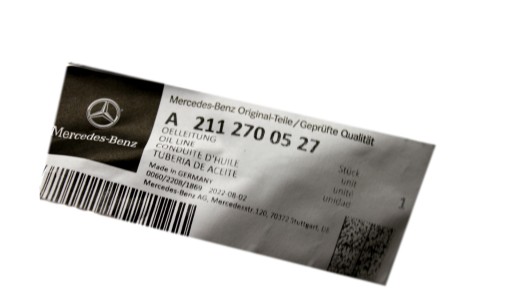 Mercedes-Benz
Mercedes-Benz Original-Teile/Geprüfte Qualität
A 211 270 05 27
OELLEITUNG
OIL LINE
CONDUITE D'HUILE
TUBERIA DE ACEITE
Stück
unit
unité
unidad
1
Made in GERMANY
0060/2208/1869 2022-08-02
Mercedes-Benz AG, Mercedesstr. 120, 70372 Stuttgart, DE